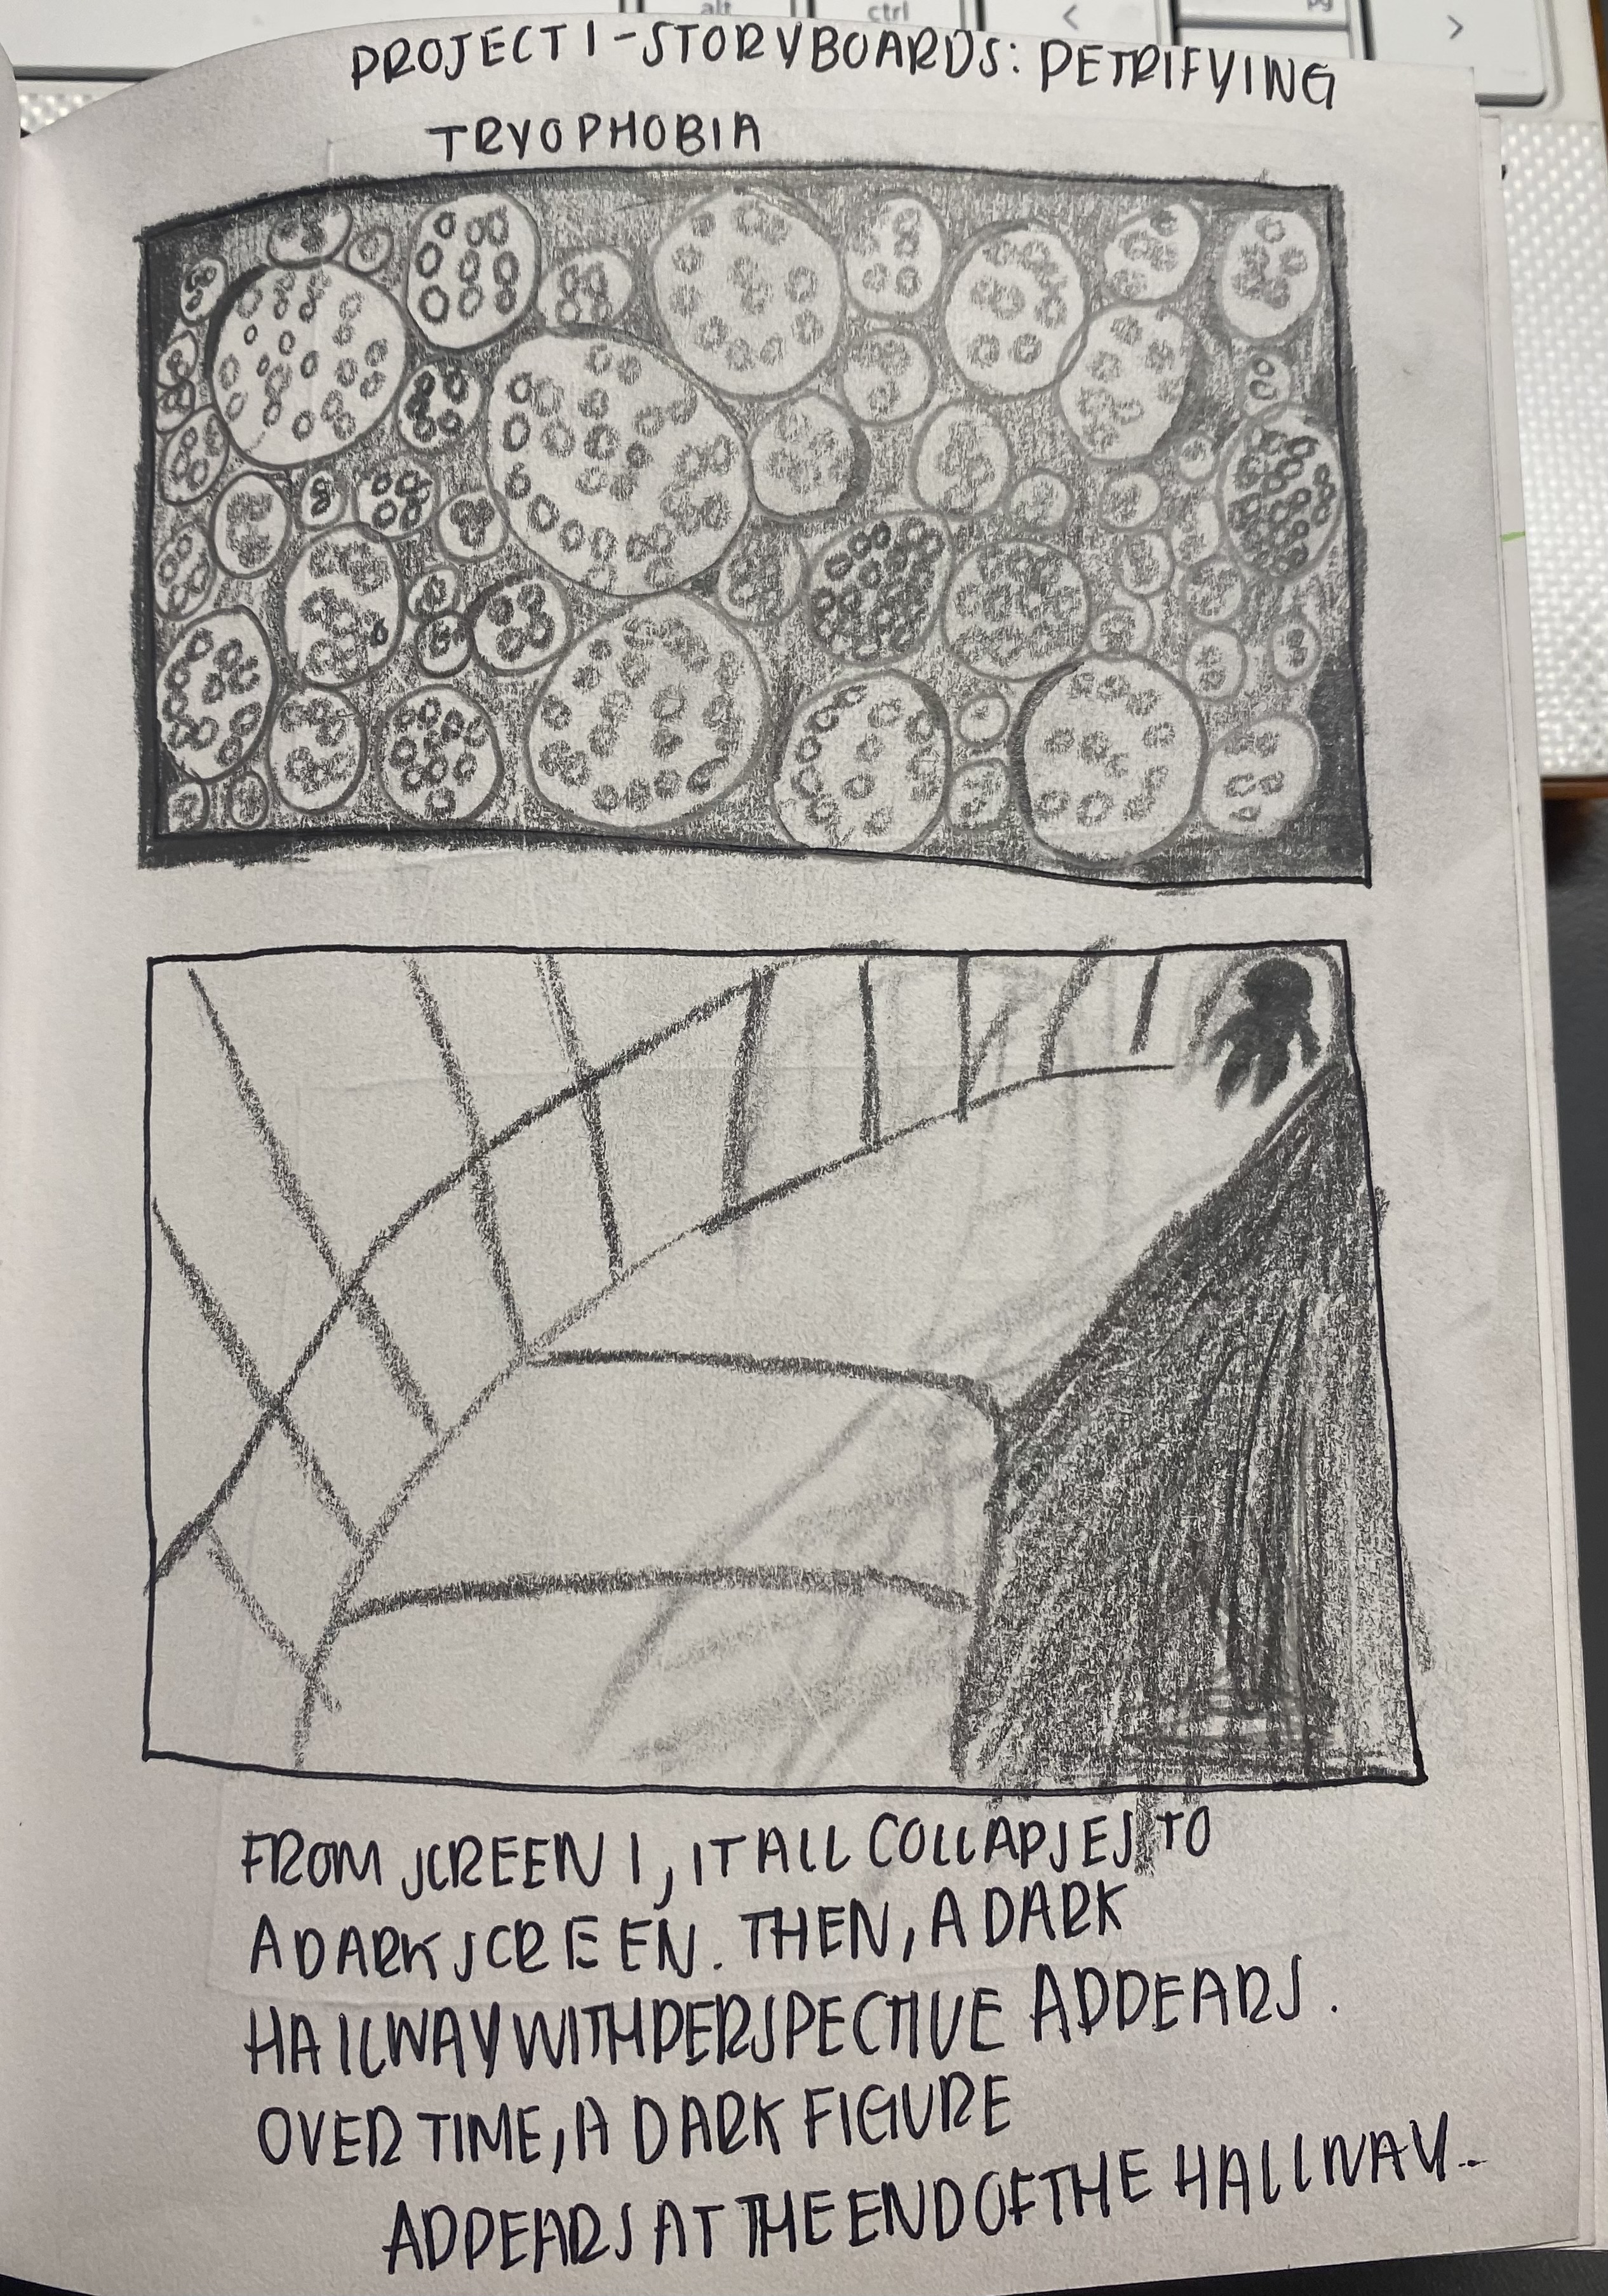 alt
ctrl
<
pg
>
PROJECT 1 - STORYBOARDS: PETRIFYING
TRYOPHOBIA
FROM SCREEN 1, IT ALL COLLAPSES TO
A DARK SCREEN. THEN, A DARK
HALLWAY WITH PERSPECTIVE APPEARS.
OVER TIME, A DARK FIGURE
APPEARS AT THE END OF THE HALLWAY..